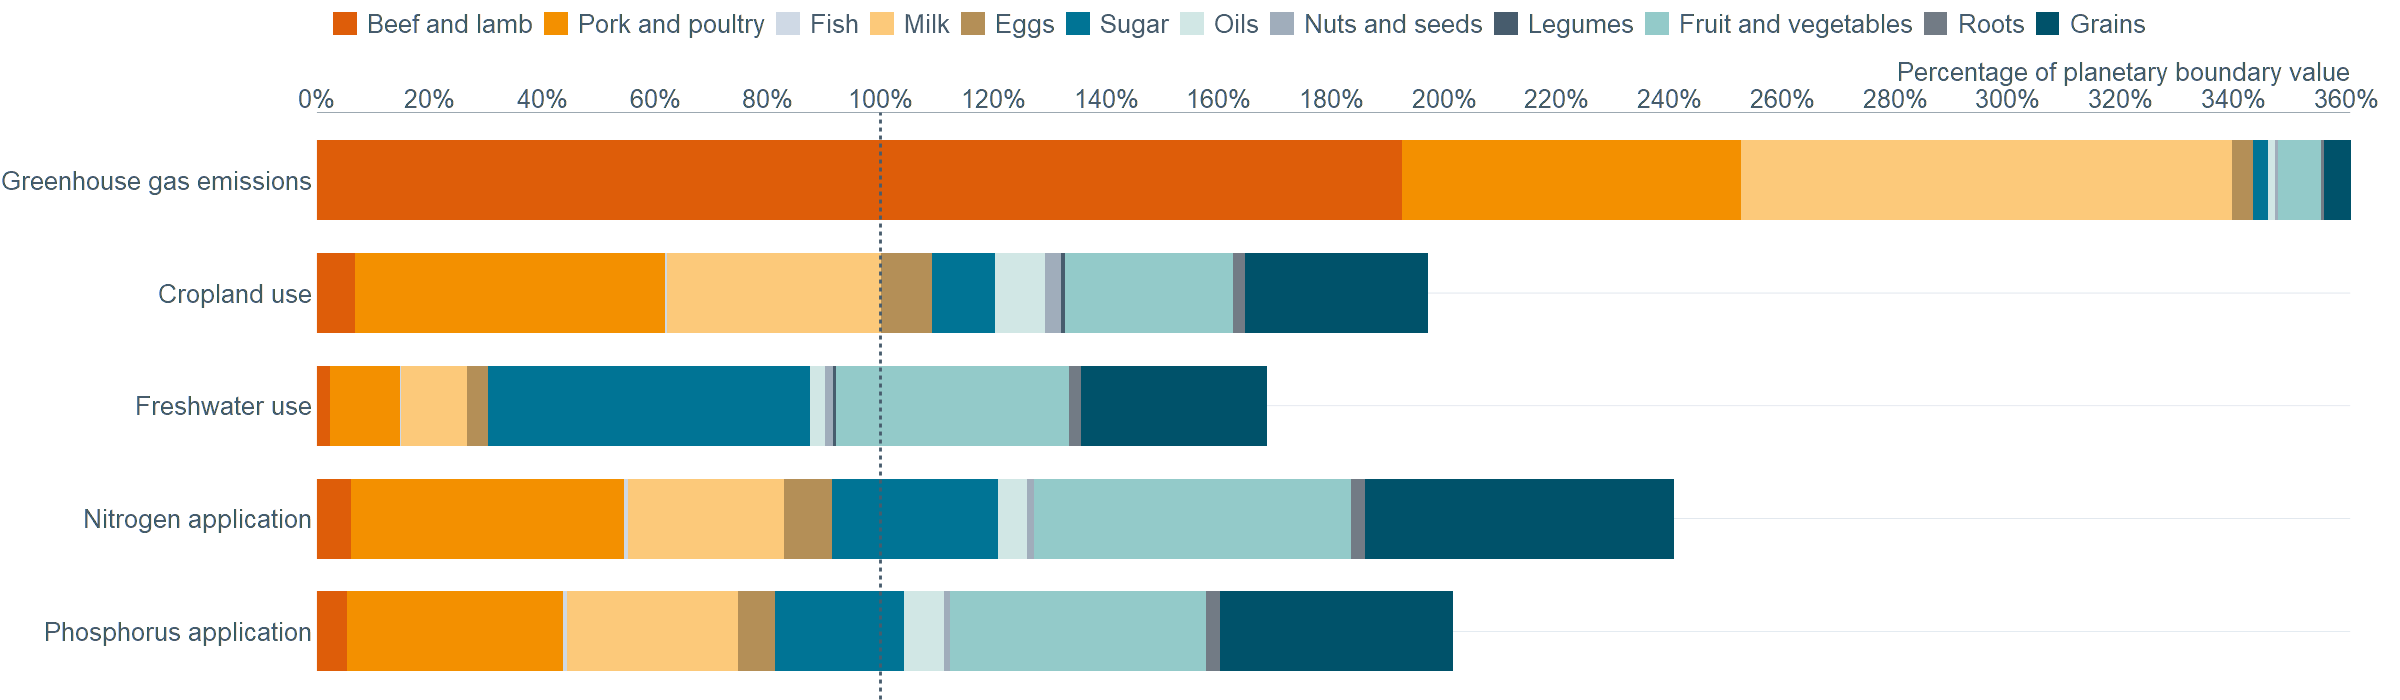 Beef and lamb Pork and poultry Fish Milk Eggs Sugar Oils Nuts and seeds Legumes Fruit and vegetables Roots Grains
Percentage of planetary boundary value
0% 20% 40% 60% 80% 100% 120% 140% 160% 180% 200% 220% 240% 260% 280% 300% 320% 340% 360%
Greenhouse gas emissions
Cropland use
Freshwater use
Nitrogen application
Phosphorus application